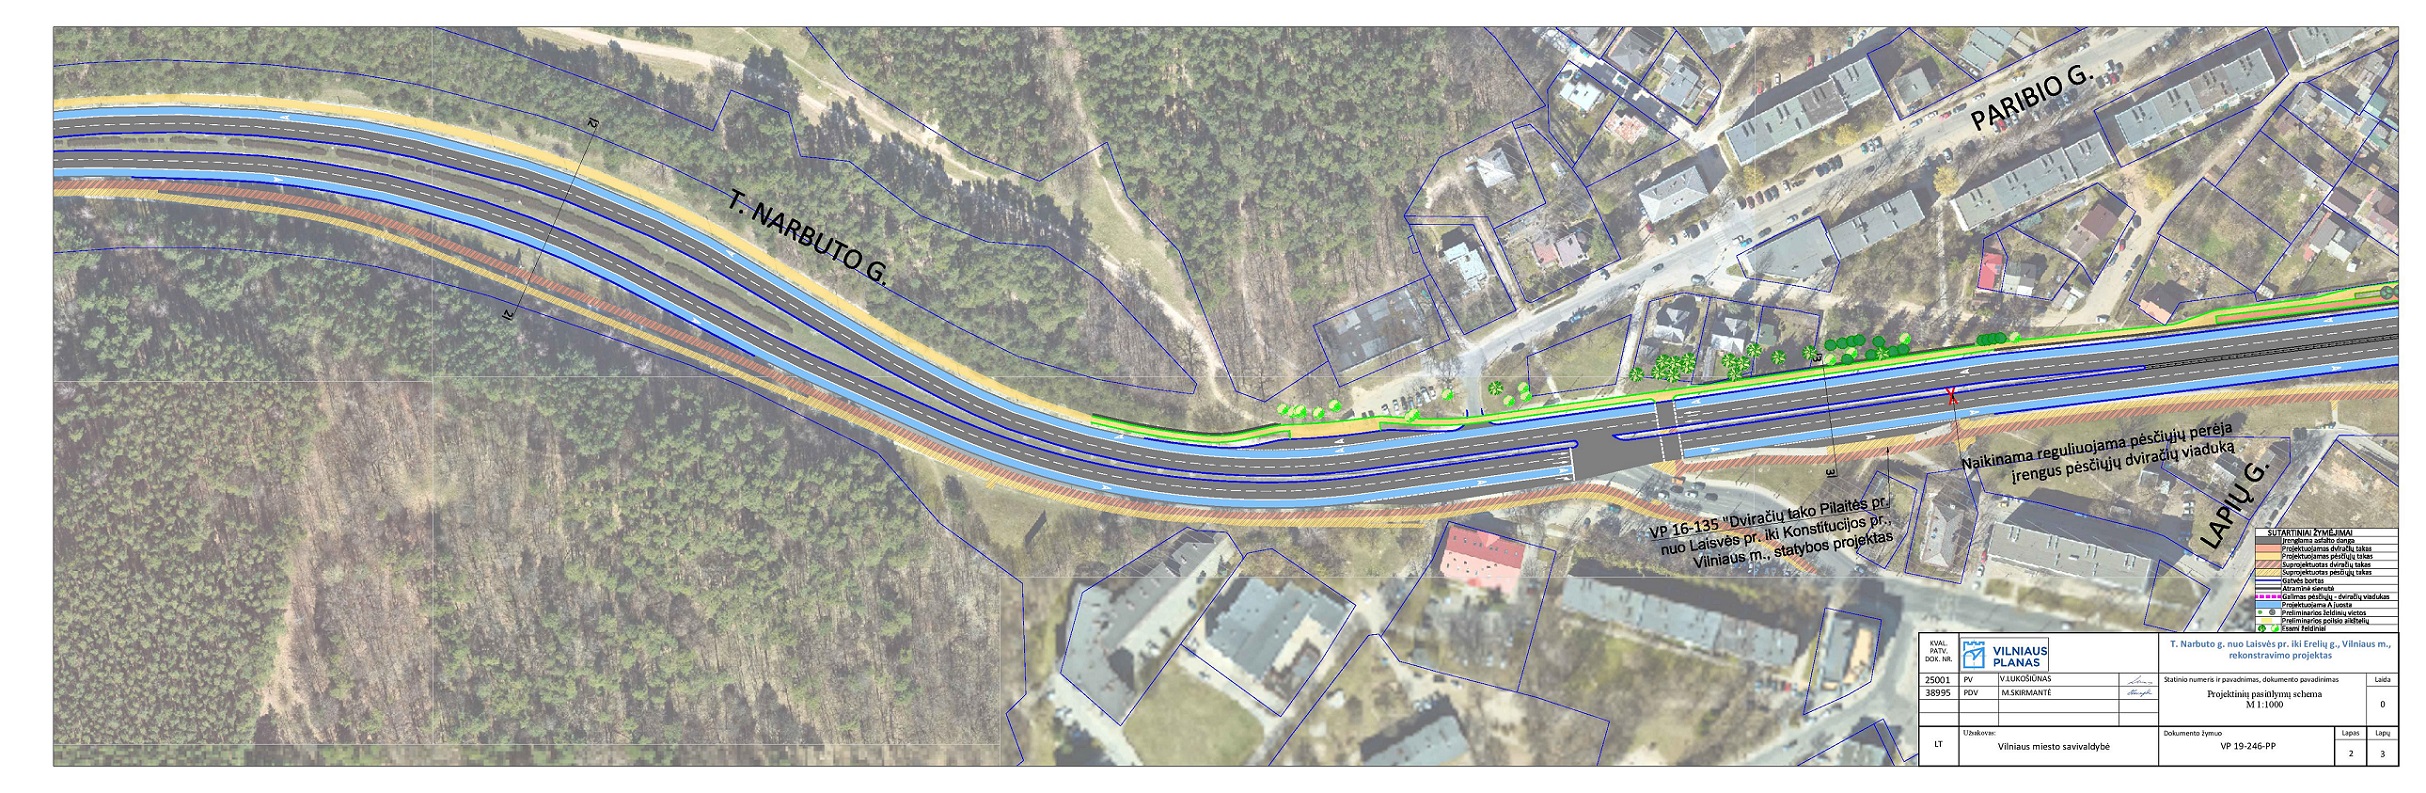 PARIBIO G.
T. NARBUTO G.
2I
2I
3I
3I
Naikinama reguliuojama pėsčiųjų perėja
įrengus pėsčiųjų dviračių viaduką
LAPIŲ G.
VP 16-135 "Dviračių tako Pilaitės pr.
nuo Laisvės pr. iki Konstitucijos pr.,
Vilniaus m., statybos projektas
SUTARTINIAI ŽYMĖJIMAI
Įrengiama asfalto danga
Projektuojamas dviračių takas
Projektuojamas pėsčiųjų takas
Suprojektuotas dviračių takas
Suprojektuotas pėsčiųjų takas
Gatvės bortas
Atraminė sienutė
Galimas pėsčiųjų - dviračių viadukas
Projektuojama A juosta
Preliminarios želdinių vietos
Preliminarios poilsio aikštelių
Esami želdiniai
KVAL.
PATV.
DOK. NR.
VILNIAUS
PLANAS
T. Narbuto g. nuo Laisvės pr. iki Erelių g., Vilniaus m.,
rekonstravimo projektas
25001 PV V.LUKOŠIŪNAS
38995 PDV M.SKIRMANTĖ
Statinio numeris ir pavadinimas, dokumento pavadinimas
Projektinių pasiūlymų schema
M 1:1000
Laida
0
LT
Užsakovas:
Vilniaus miesto savivaldybė
Dokumento žymuo
VP 19-246-PP
Lapas
2
Lapų
3